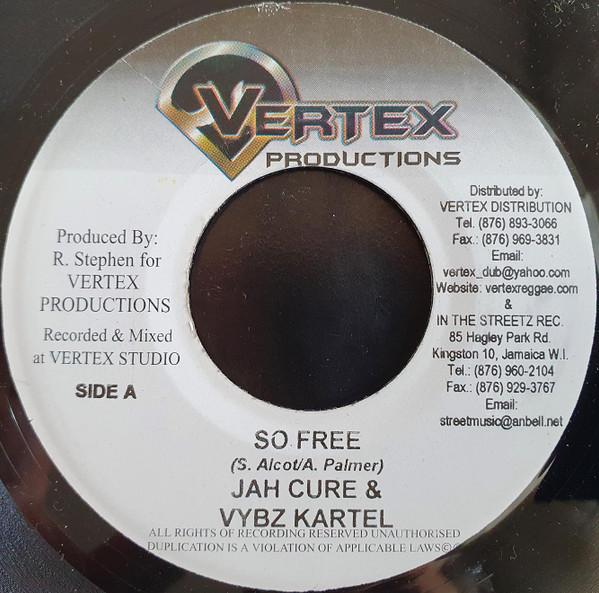 VERTEX
PRODUCTIONS
Produced By:
R. Stephen for
VERTEX
PRODUCTIONS
Recorded & Mixed
at VERTEX STUDIO
SIDE A
Distributed by:
VERTEX DISTRIBUTION
Tel. (876) 893-3066
Fax.: (876) 969-3831
Email:
vertex_dub@yahoo.com
Website: vertexreggae.com
&
IN THE STREETZ REC.
85 Hagley Park Rd.
Kingston 10, Jamaica W.I.
Tel.: (876) 960-2104
Fax.: (876) 929-3767
Email:
streetmusic@anbell.net
SO FREE
(S. Alcot/A. Palmer)
JAH CURE &
VYBZ KARTEL
ALL RIGHTS OF RECORDING RESERVED UNAUTHORISED
DUPLICATION IS A VIOLATION OF APPLICABLE LAWS©